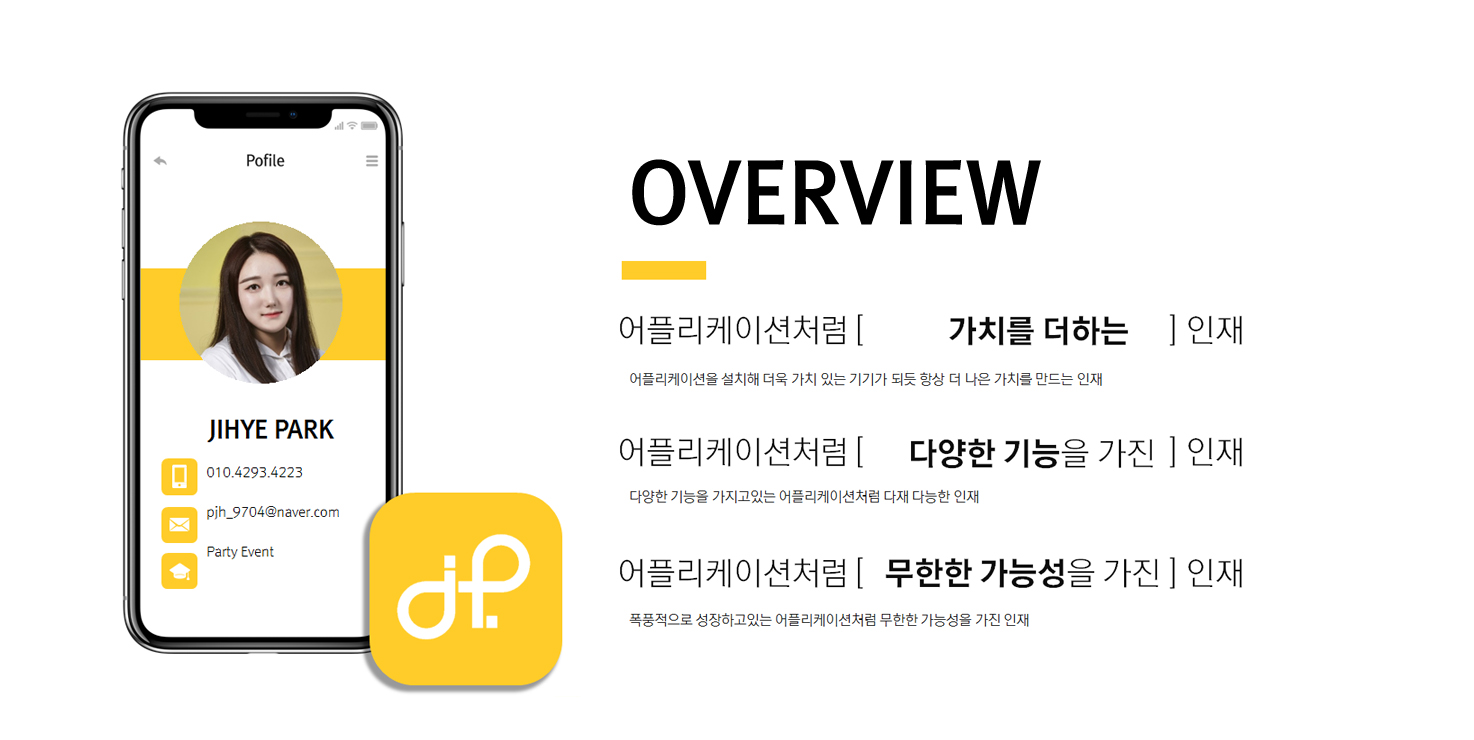 Pofile
JIHYE PARK
010.4293.4223
pjh_9704@naver.com
Party Event
OVERVIEW
어플리케이션처럼 [ 가치를 더하는 ] 인재
어플리케이션을 설치해 더욱 가치 있는 기기가 되듯 항상 더 나은 가치를 만드는 인재
어플리케이션처럼 [ 다양한 기능을 가진 ] 인재
다양한 기능을 가지고있는 어플리케이션처럼 다재 다능한 인재
어플리케이션처럼 [ 무한한 가능성을 가진 ] 인재
폭풍적으로 성장하고있는 어플리케이션처럼 무한한 가능성을 가진 인재